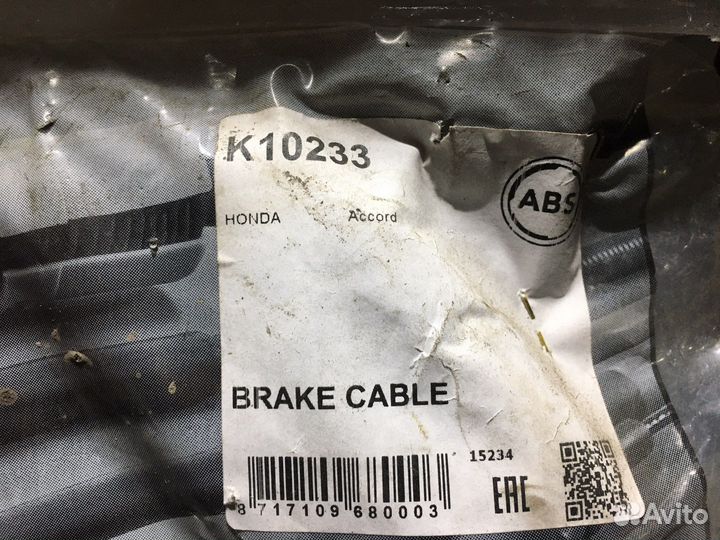 K10233
ABS
HONDA Accord
BRAKE CABLE
15234
8 717109 680003
EAC
Avito